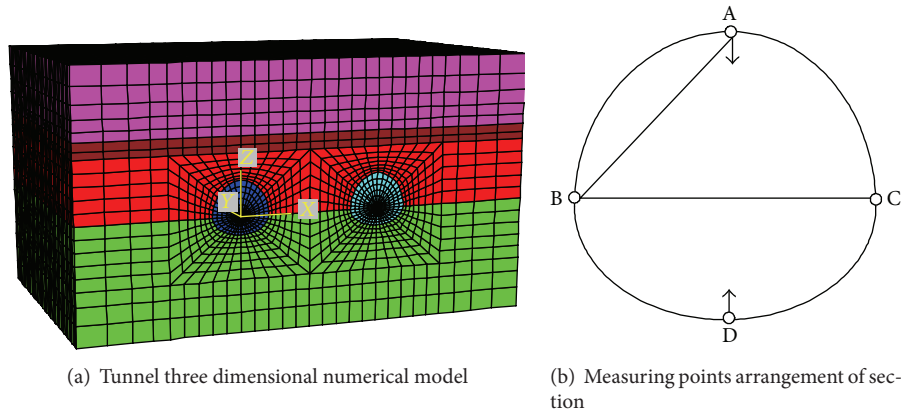 Z
Y
X
A
B
C
D
(a) Tunnel three dimensional numerical model
(b) Measuring points arrangement of sec-
tion